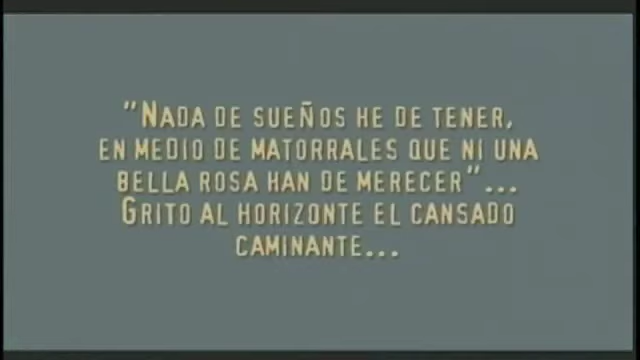 "NADA DE SUEÑOS HE DE TENER,
EN MEDIO DE MATORRALES QUE NI UNA
BELLA ROSA HAN DE MERECER"...
GRITO AL HORIZONTE EL CANSADO
CAMINANTE...